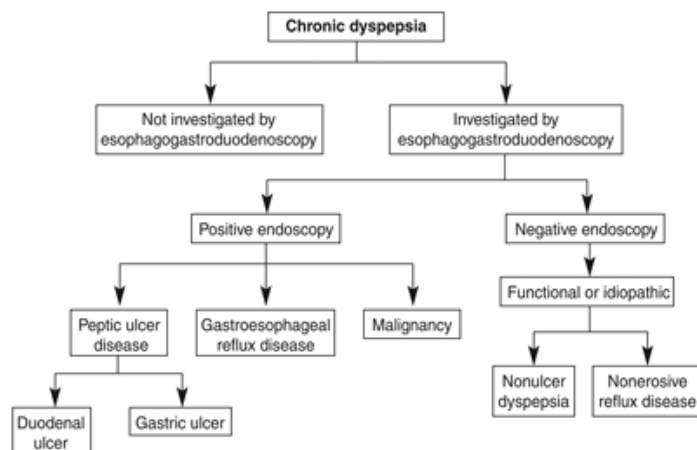 Chronic dyspepsia
Not investigated by
esophagogastroduodenoscopy
Investigated by
esophagogastroduodenoscopy
Positive endoscopy
Negative endoscopy
Peptic ulcer
disease
Gastroesophageal
reflux disease
Malignancy
Functional or idiopathic
Nonulcer
dyspepsia
Nonerosive
reflux disease
Duodenal
ulcer
Gastric ulcer